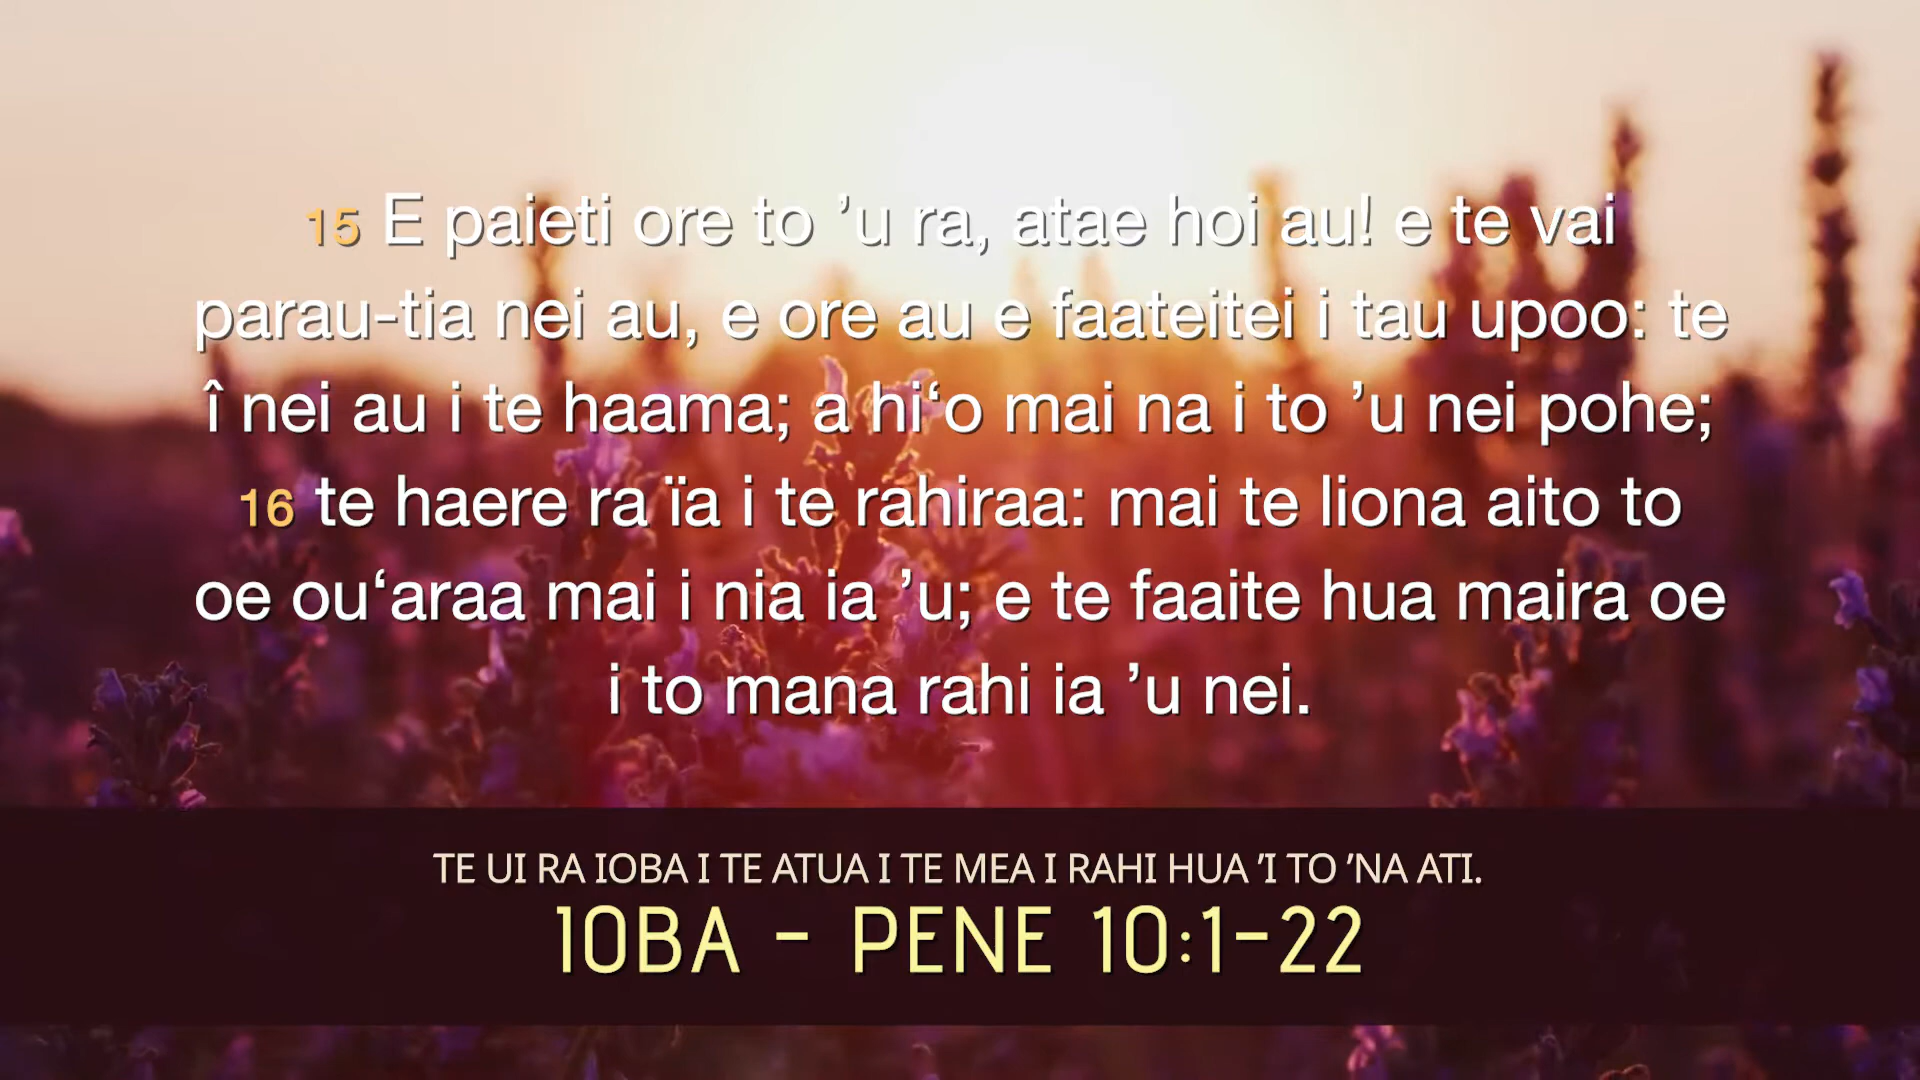 15 E paieti ore to ’u ra, atae hoi au! e te vai
parau-tia nei au, e ore au e faateitei i tau upoo: te
î nei au i te haama; a hi‘o mai na i to ’u nei pohe;
16 te haere ra ïa i te rahiraa: mai te liona aito to
oe ou‘araa mai i nia ia ’u; e te faaite hua maira oe
i to mana rahi ia ’u nei.
TE UI RA IOBA I TE ATUA I TE MEA I RAHI HUA ’I TO ’NA ATI.
IOBA - PENE 10:1-22